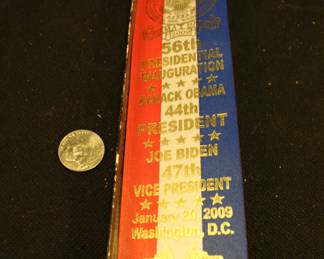 56th
PRESIDENTIAL
INAUGURATION
BARACK OBAMA
44th
PRESIDENT
JOE BIDEN
47th
VICE PRESIDENT
January 20, 2009
Washington, D.C.